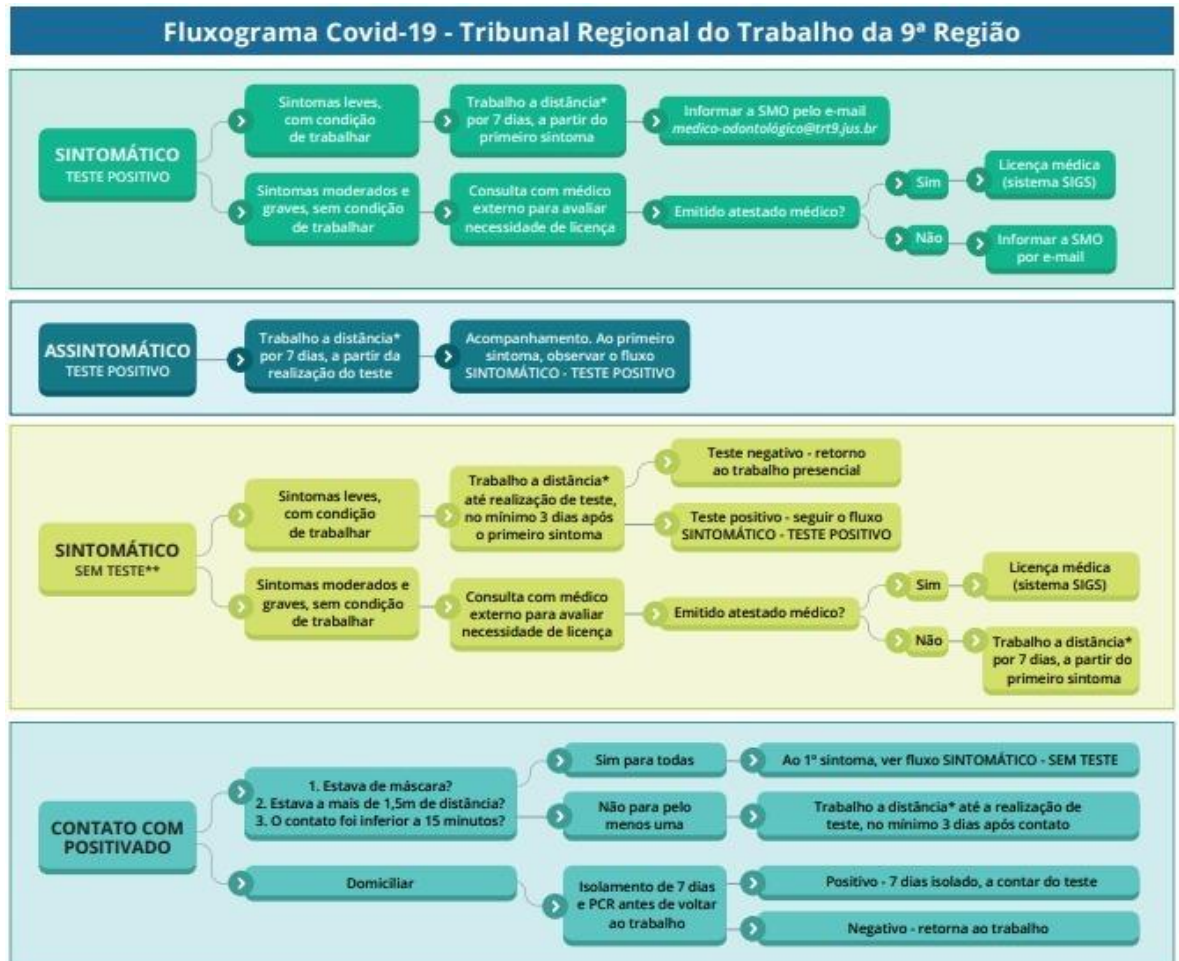 Fluxograma Covid-19 - Tribunal Regional do Trabalho da 9ª Região
SINTOMÁTICO
TESTE POSITIVO
Sintomas leves,
com condição
de trabalhar
Trabalho a distância*
por 7 dias, a partir do
primeiro sintoma
Informar a SMO pelo e-mail
medico-odontológico@trt9.jus.br
Sintomas moderados e
graves, sem condição
de trabalhar
Consulta com médico
externo para avaliar
necessidade de licença
Emitido atestado médico?
Sim
Licença médica
(sistema SIGS)
Não
Informar a SMO
por e-mail
ASSINTOMÁTICO
TESTE POSITIVO
Trabalho a distância*
por 7 dias, a partir da
realização do teste
Acompanhamento. Ao primeiro
sintoma, observar o fluxo
SINTOMÁTICO - TESTE POSITIVO
SINTOMÁTICO
SEM TESTE**
Sintomas leves,
com condição
de trabalhar
Trabalho a distância*
até realização de teste,
no mínimo 3 dias após
o primeiro sintoma
Teste negativo - retorno
ao trabalho presencial
Teste positivo - seguir o fluxo
SINTOMÁTICO - TESTE POSITIVO
Sintomas moderados e
graves, sem condição
de trabalhar
Consulta com médico
externo para avaliar
necessidade de licença
Emitido atestado médico?
Sim
Licença médica
(sistema SIGS)
Não
Trabalho a distância*
por 7 dias, a partir do
primeiro sintoma
CONTATO COM
POSITIVADO
1. Estava de máscara?
2. Estava a mais de 1,5m de distância?
3. O contato foi inferior a 15 minutos?
Sim para todas
Ao 1º sintoma, ver fluxo SINTOMÁTICO - SEM TESTE
Não para pelo
menos uma
Trabalho a distância* até a realização de
teste, no mínimo 3 dias após contato
Domiciliar
Isolamento de 7 dias
e PCR antes de voltar
ao trabalho
Positivo - 7 dias isolado, a contar do teste
Negativo - retorna ao trabalho